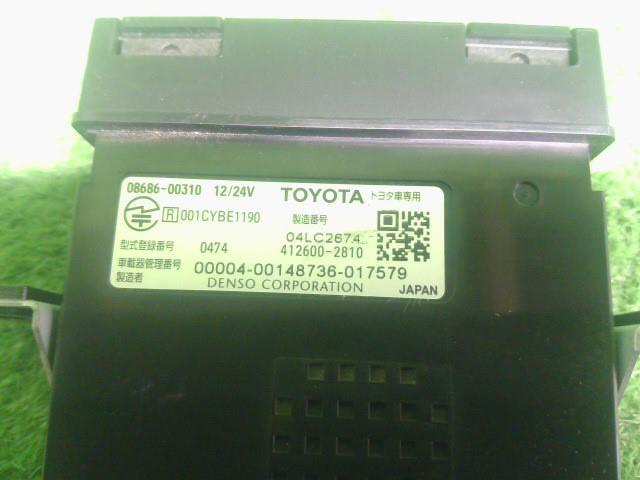 08686-00310 12/24V TOYOTA トヨタ車専用
R 001CYBE1190 製造番号
04LC2674
型式登録番号 0474 412600-2810
車載器管理番号 00004-00148736-017579
製造者 DENSO CORPORATION JAPAN